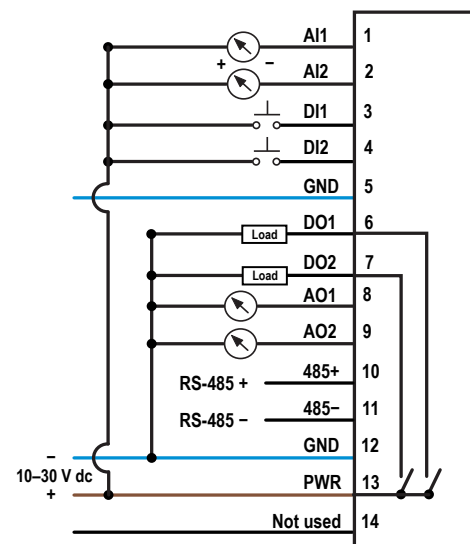 AI1 1
+ −
AI2 2
DI1 3
DI2 4
GND 5
Load DO1 6
Load DO2 7
AO1 8
AO2 9
RS-485 + 485+ 10
RS-485 − 485− 11
− GND 12
10–30 V dc
+ PWR 13
Not used 14